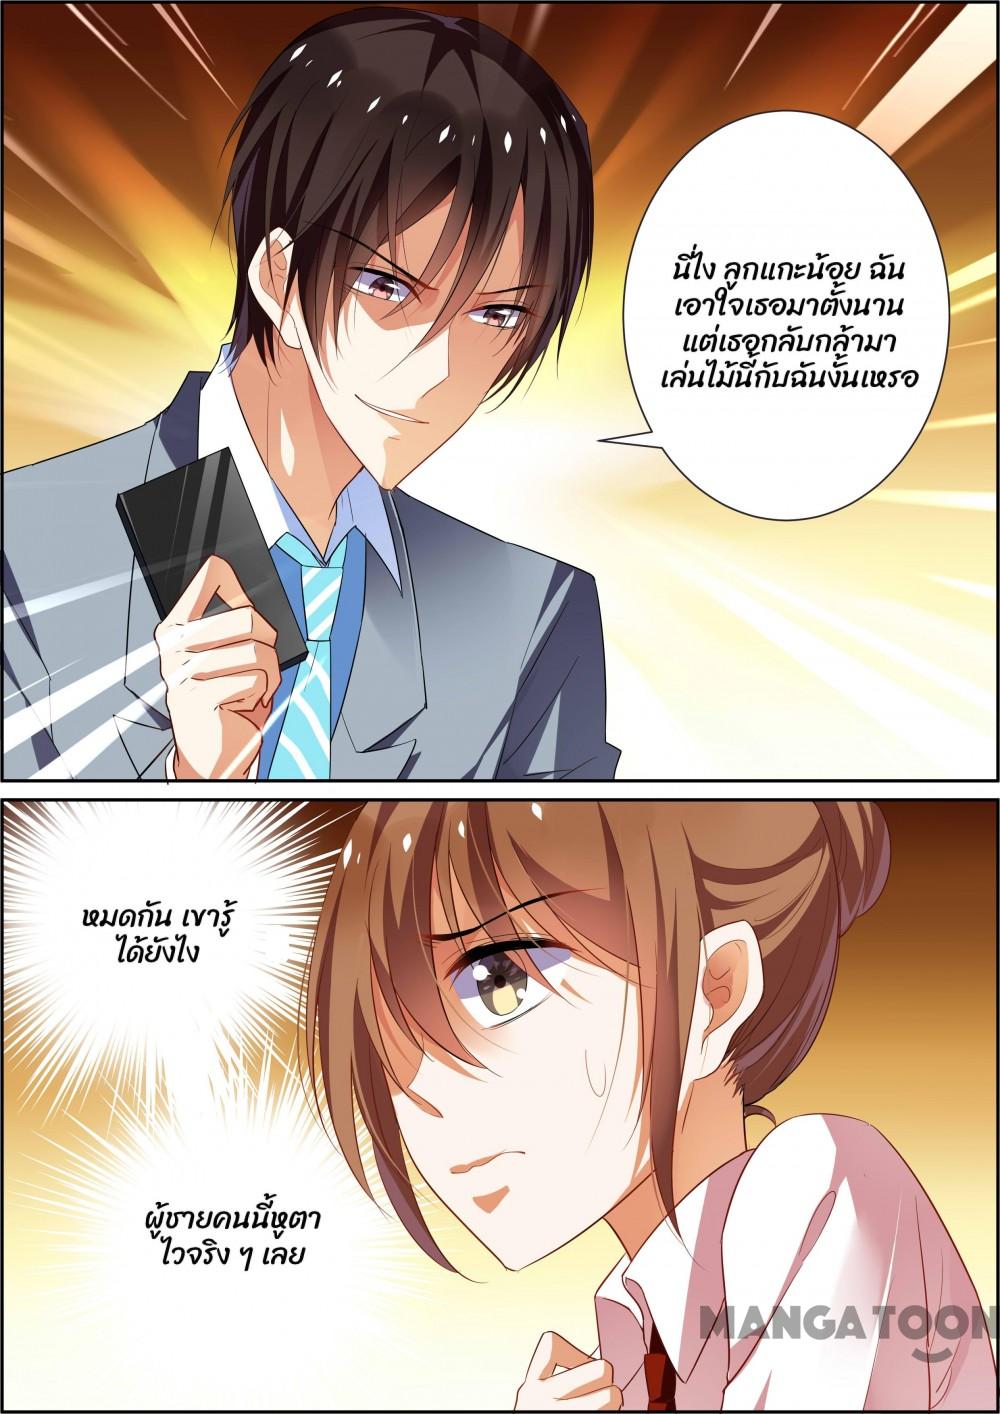 นี่ไง ลูกแกะน้อย ฉัน
เอาใจเธอมาตั้งนาน
แต่เธอกลับกล้ามา
เล่นไม้นี้กับฉันงั้นเหรอ
หมดกัน เขารู้
ได้ยังไง
ผู้ชายคนนี้หูตา
ไวจริง ๆ เลย
MANGATOON